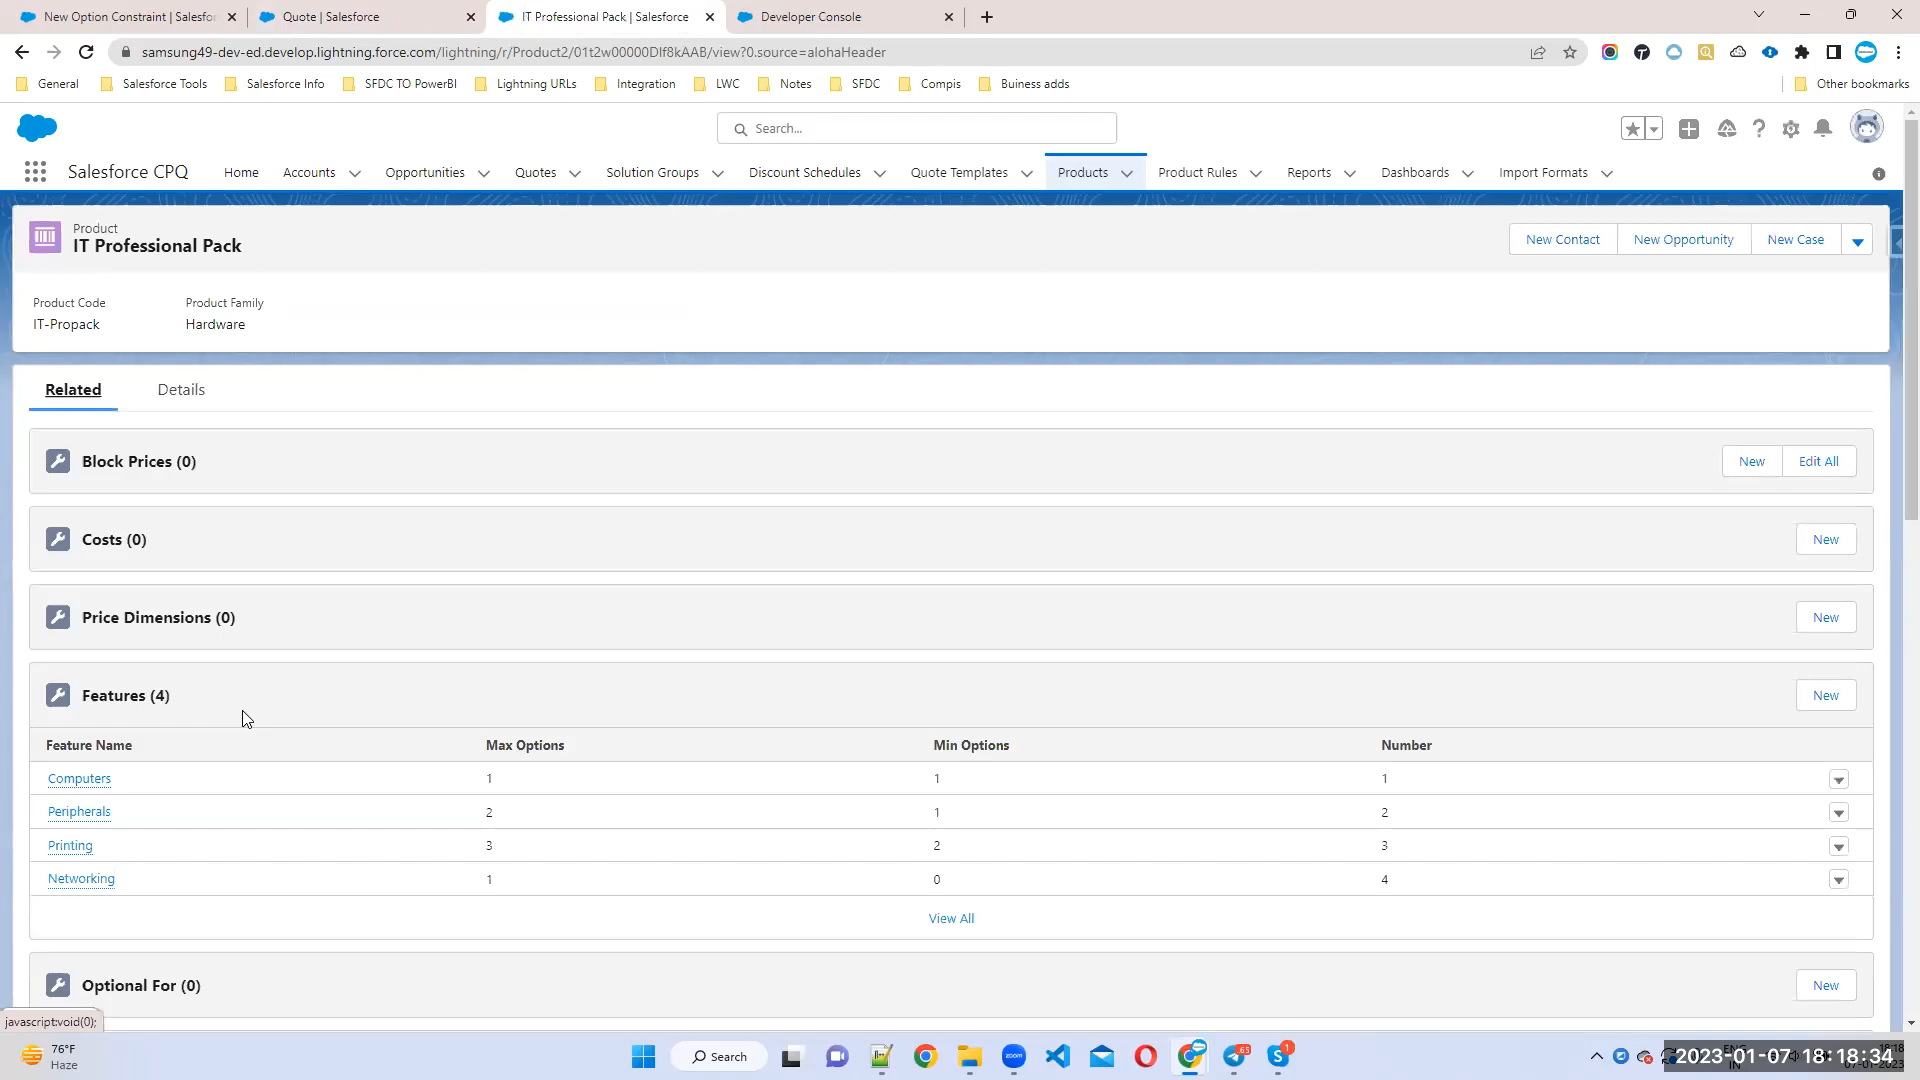 New Option Constraint | Salesfor
Quote | Salesforce
IT Professional Pack | Salesforce
Developer Console
samsung49-dev-ed.develop.lightning.force.com/lightning/r/Product2/01t2w00000DIf8kAAB/view?0.source=alohaHeader
General
Salesforce Tools
Salesforce Info
SFDC TO PowerBI
Lightning URLs
Integration
LWC
Notes
SFDC
Compis
Buiness adds
Other bookmarks
Search...
Salesforce CPQ
Home
Accounts
Opportunities
Quotes
Solution Groups
Discount Schedules
Quote Templates
Products
Product Rules
Reports
Dashboards
Import Formats
Product
IT Professional Pack
New Contact
New Opportunity
New Case
Product Code
Product Family
IT-Propack
Hardware
Related
Details
Block Prices (0)
New
Edit All
Costs (0)
New
Price Dimensions (0)
New
Features (4)
New
Feature Name
Max Options
Min Options
Number
Computers
1
1
1
Peripherals
2
1
2
Printing
3
2
3
Networking
1
0
4
View All
Optional For (0)
New
javascript:void(0);
76°F
Haze
Search
zoom
65
1
2023-01-07 18:18:34